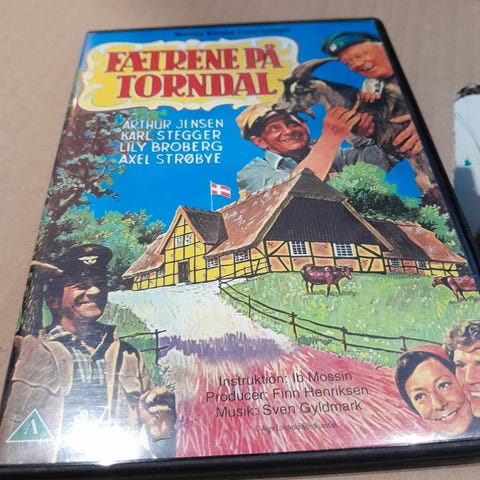 Morten Korchs store lystspil
FÆTRENE PÅ
TORNDAL
ARTHUR JENSEN
KARL STEGGER
LILY BROBERG
AXEL STRØBYE
Instruktion: Ib Mossin
Producer: Finn Henriksen
Musik: Sven Gyldmark
A